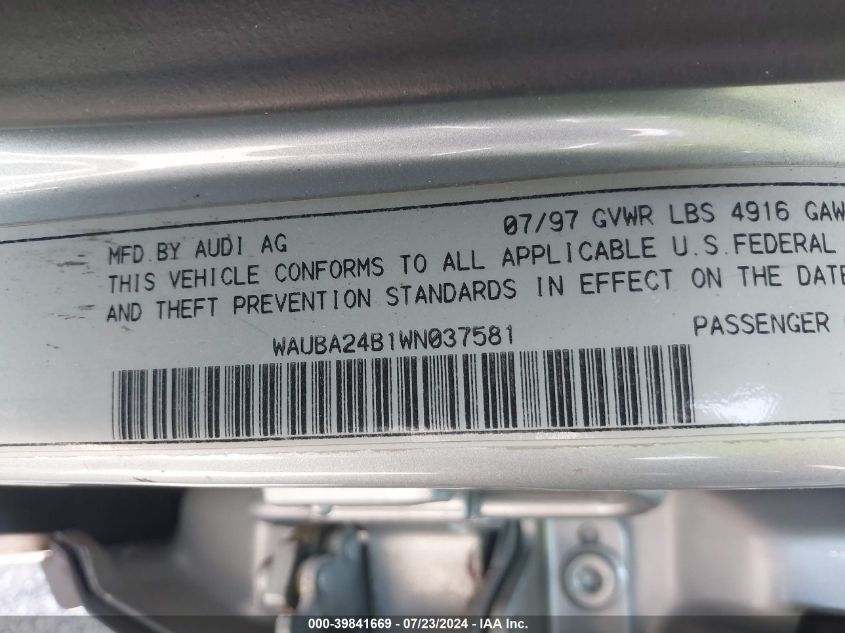 MFD.BY AUDI AG 07/97 GVWR LBS 4916 GAW
THIS VEHICLE CONFORMS TO ALL APPLICABLE U.S.FEDERAL
AND THEFT PREVENTION STANDARDS IN EFFECT ON THE DATE
WAUBA24B1WN037581 PASSENGER
000-39841669 / 07/23/2024 - IAA Inc.